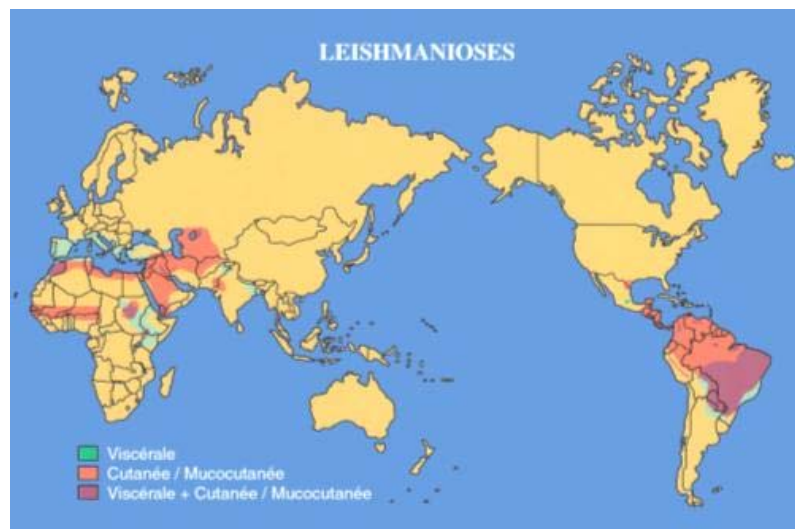 LEISHMANIOSES
Viscérale
Cutanée / Mucocutanée
Viscérale + Cutanée / Mucocutanée